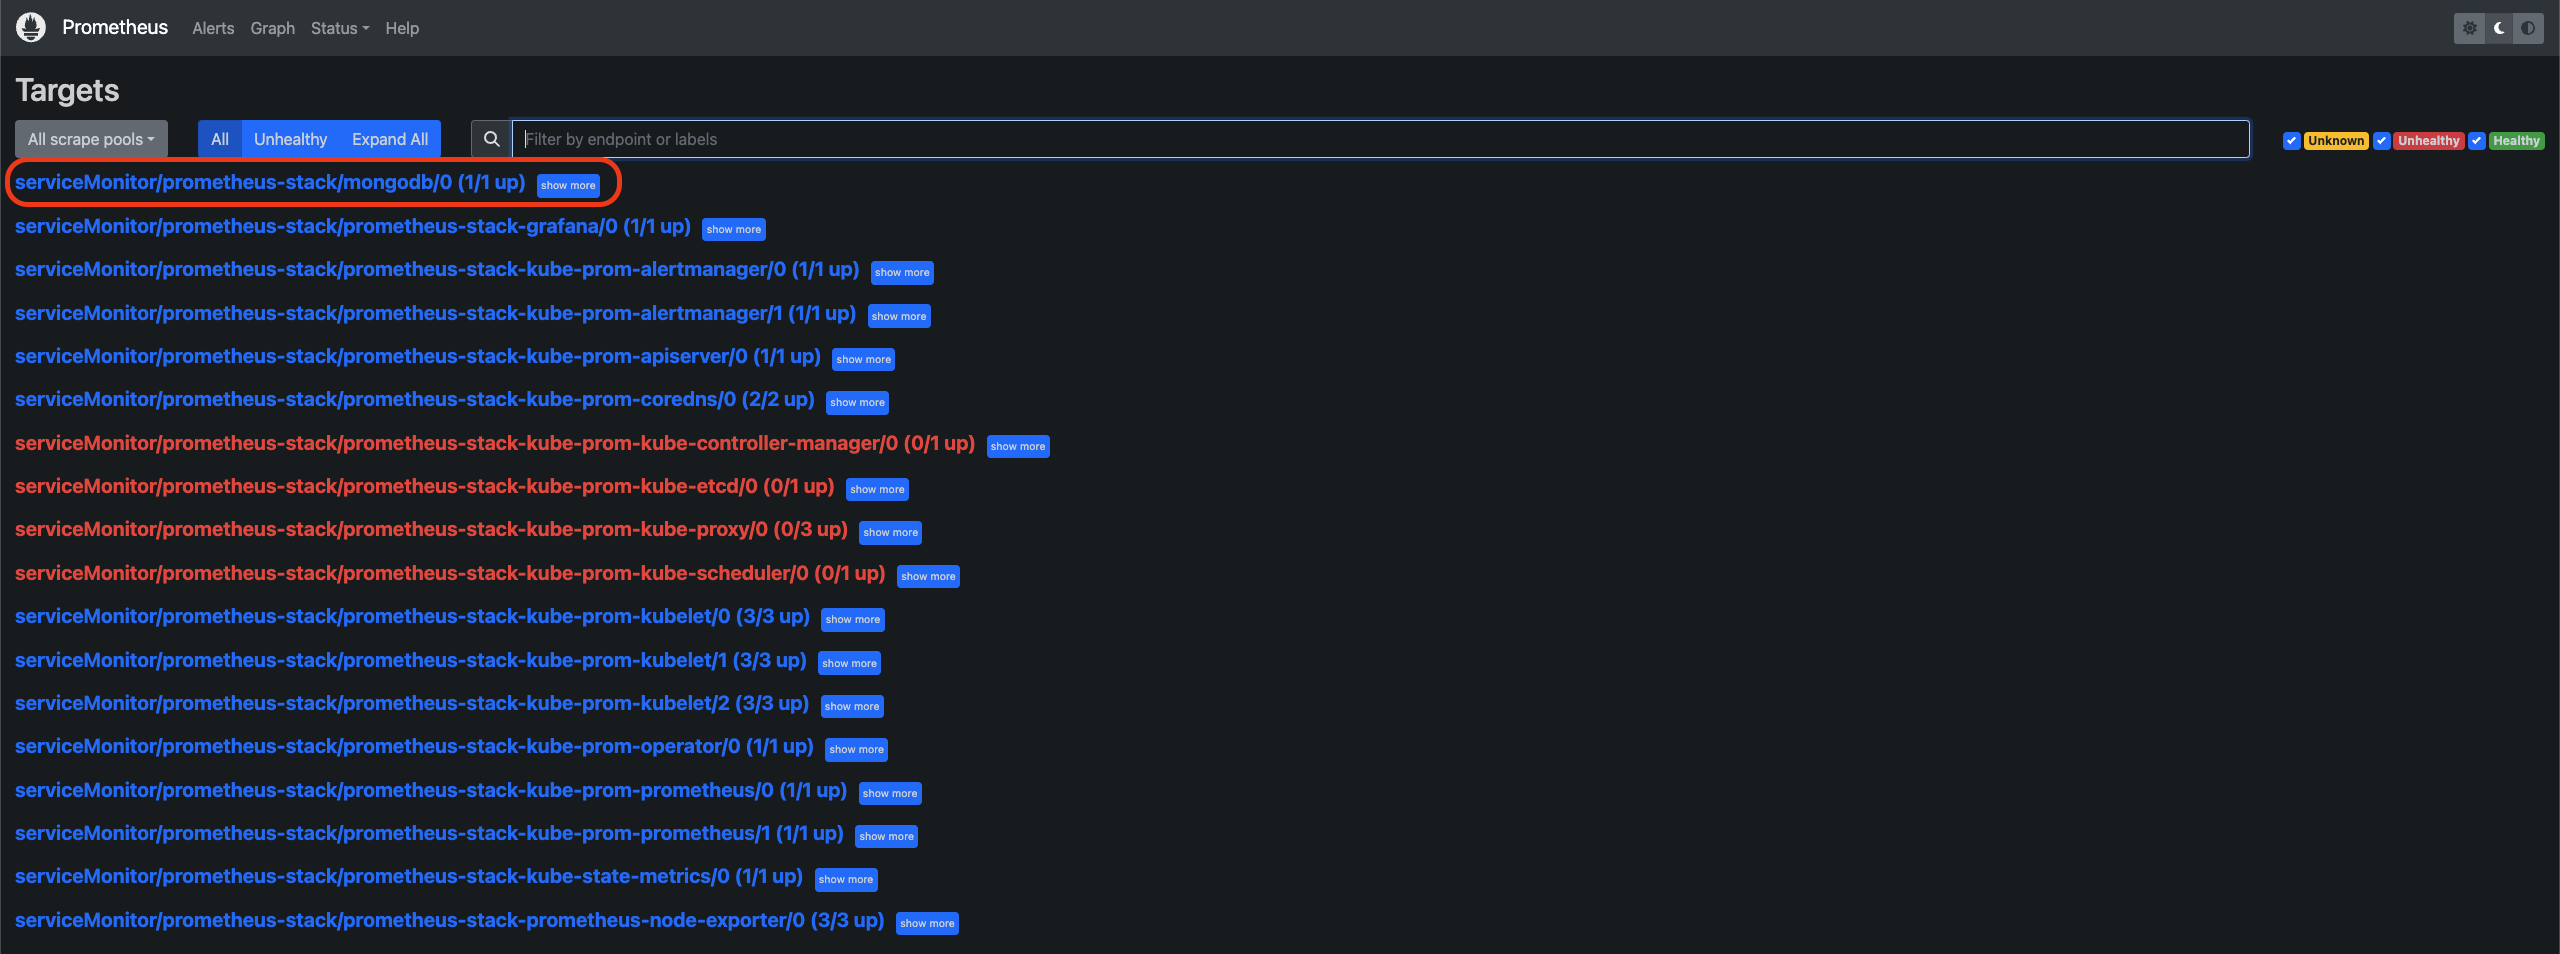 Prometheus Alerts Graph Status Help
Targets
All scrape pools All Unhealthy Expand All Filter by endpoint or labels Unknown Unhealthy Healthy
serviceMonitor/prometheus-stack/mongodb/0 (1/1 up) show more
serviceMonitor/prometheus-stack/prometheus-stack-grafana/0 (1/1 up) show more
serviceMonitor/prometheus-stack/prometheus-stack-kube-prom-alertmanager/0 (1/1 up) show more
serviceMonitor/prometheus-stack/prometheus-stack-kube-prom-alertmanager/1 (1/1 up) show more
serviceMonitor/prometheus-stack/prometheus-stack-kube-prom-apiserver/0 (1/1 up) show more
serviceMonitor/prometheus-stack/prometheus-stack-kube-prom-coredns/0 (2/2 up) show more
serviceMonitor/prometheus-stack/prometheus-stack-kube-prom-kube-controller-manager/0 (0/1 up) show more
serviceMonitor/prometheus-stack/prometheus-stack-kube-prom-kube-etcd/0 (0/1 up) show more
serviceMonitor/prometheus-stack/prometheus-stack-kube-prom-kube-proxy/0 (0/3 up) show more
serviceMonitor/prometheus-stack/prometheus-stack-kube-prom-kube-scheduler/0 (0/1 up) show more
serviceMonitor/prometheus-stack/prometheus-stack-kube-prom-kubelet/0 (3/3 up) show more
serviceMonitor/prometheus-stack/prometheus-stack-kube-prom-kubelet/1 (3/3 up) show more
serviceMonitor/prometheus-stack/prometheus-stack-kube-prom-kubelet/2 (3/3 up) show more
serviceMonitor/prometheus-stack/prometheus-stack-kube-prom-operator/0 (1/1 up) show more
serviceMonitor/prometheus-stack/prometheus-stack-kube-prom-prometheus/0 (1/1 up) show more
serviceMonitor/prometheus-stack/prometheus-stack-kube-prom-prometheus/1 (1/1 up) show more
serviceMonitor/prometheus-stack/prometheus-stack-kube-state-metrics/0 (1/1 up) show more
serviceMonitor/prometheus-stack/prometheus-stack-prometheus-node-exporter/0 (3/3 up) show more